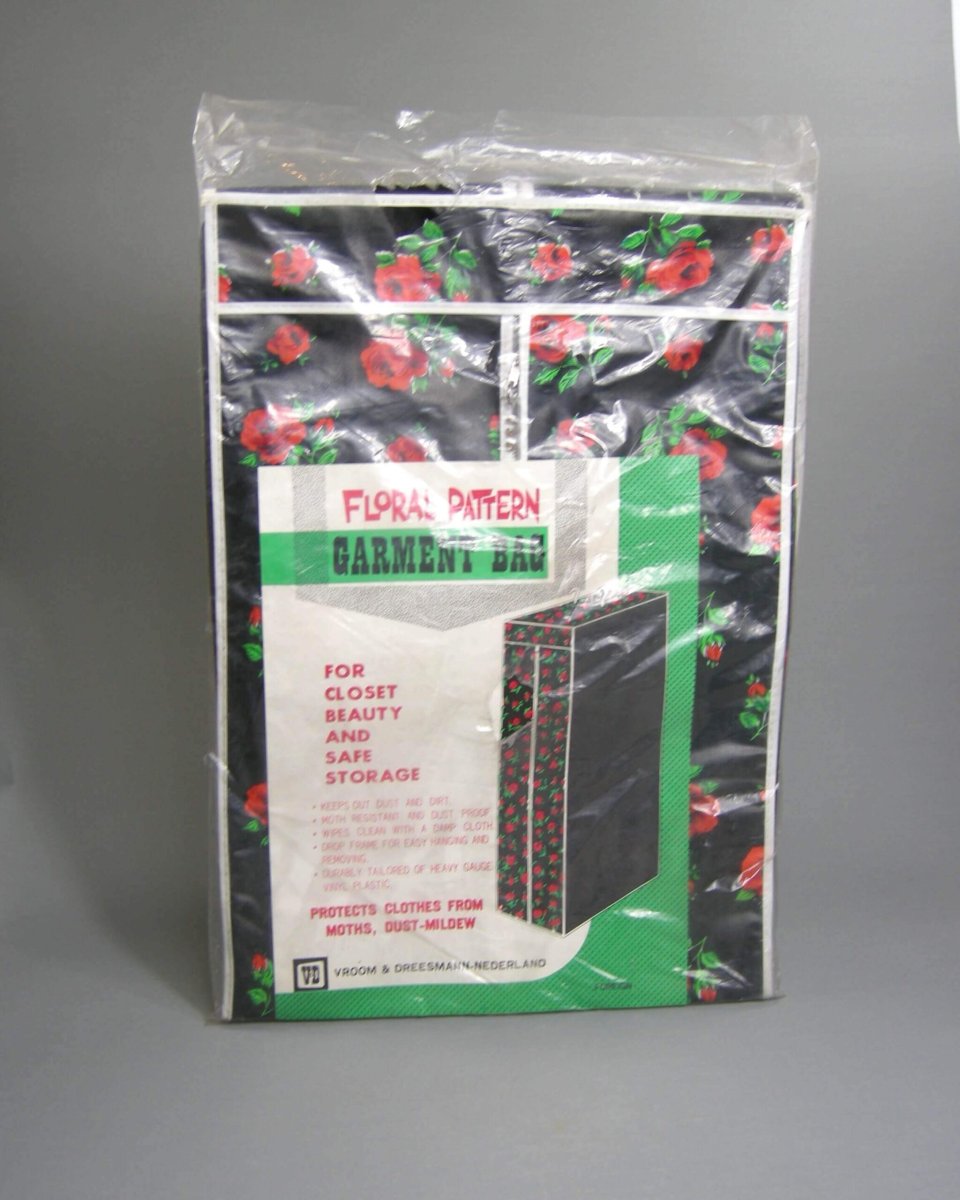 FLORAL PATTERN
GARMENT BAG
FOR
CLOSET
BEAUTY
AND
SAFE
STORAGE
• KEEPS OUT DUST AND DIRT.
• MOTH RESISTANT AND DUST PROOF.
• WIPES CLEAN WITH A DAMP CLOTH.
• DROP FRAME FOR EASY HANGING AND
REMOVING.
• DURABLY TAILORED OF HEAVY GAUGE
VINYL PLASTIC.
PROTECTS CLOTHES FROM
MOTHS, DUST-MILDEW
V·D VROOM & DREESMANN-NEDERLAND
FOREIGN